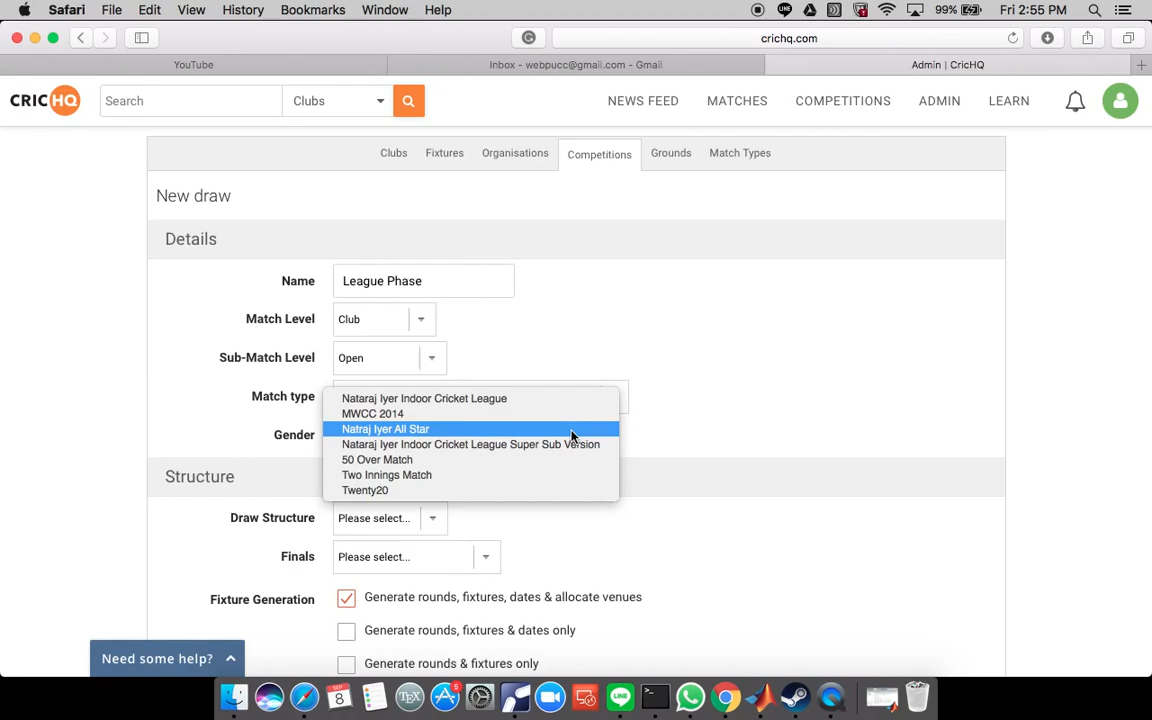 Safari File Edit View History Bookmarks Window Help 99% Fri 2:55 PM
crichq.com
YouTube Inbox - webpucc@gmail.com - Gmail Admin | CricHQ
CRICHQ Search Clubs NEWS FEED MATCHES COMPETITIONS ADMIN LEARN
Clubs Fixtures Organisations Competitions Grounds Match Types
New draw
Details
Name League Phase
Match Level Club
Sub-Match Level Open
Match type
Nataraj Iyer Indoor Cricket League
MWCC 2014
Natraj Iyer All Star
Gender
Nataraj Iyer Indoor Cricket League Super Sub Version
50 Over Match
Two Innings Match
Twenty20
Structure
Draw Structure Please select...
Finals Please select...
Fixture Generation Generate rounds, fixtures, dates & allocate venues
Generate rounds, fixtures & dates only
Generate rounds & fixtures only
Need some help?